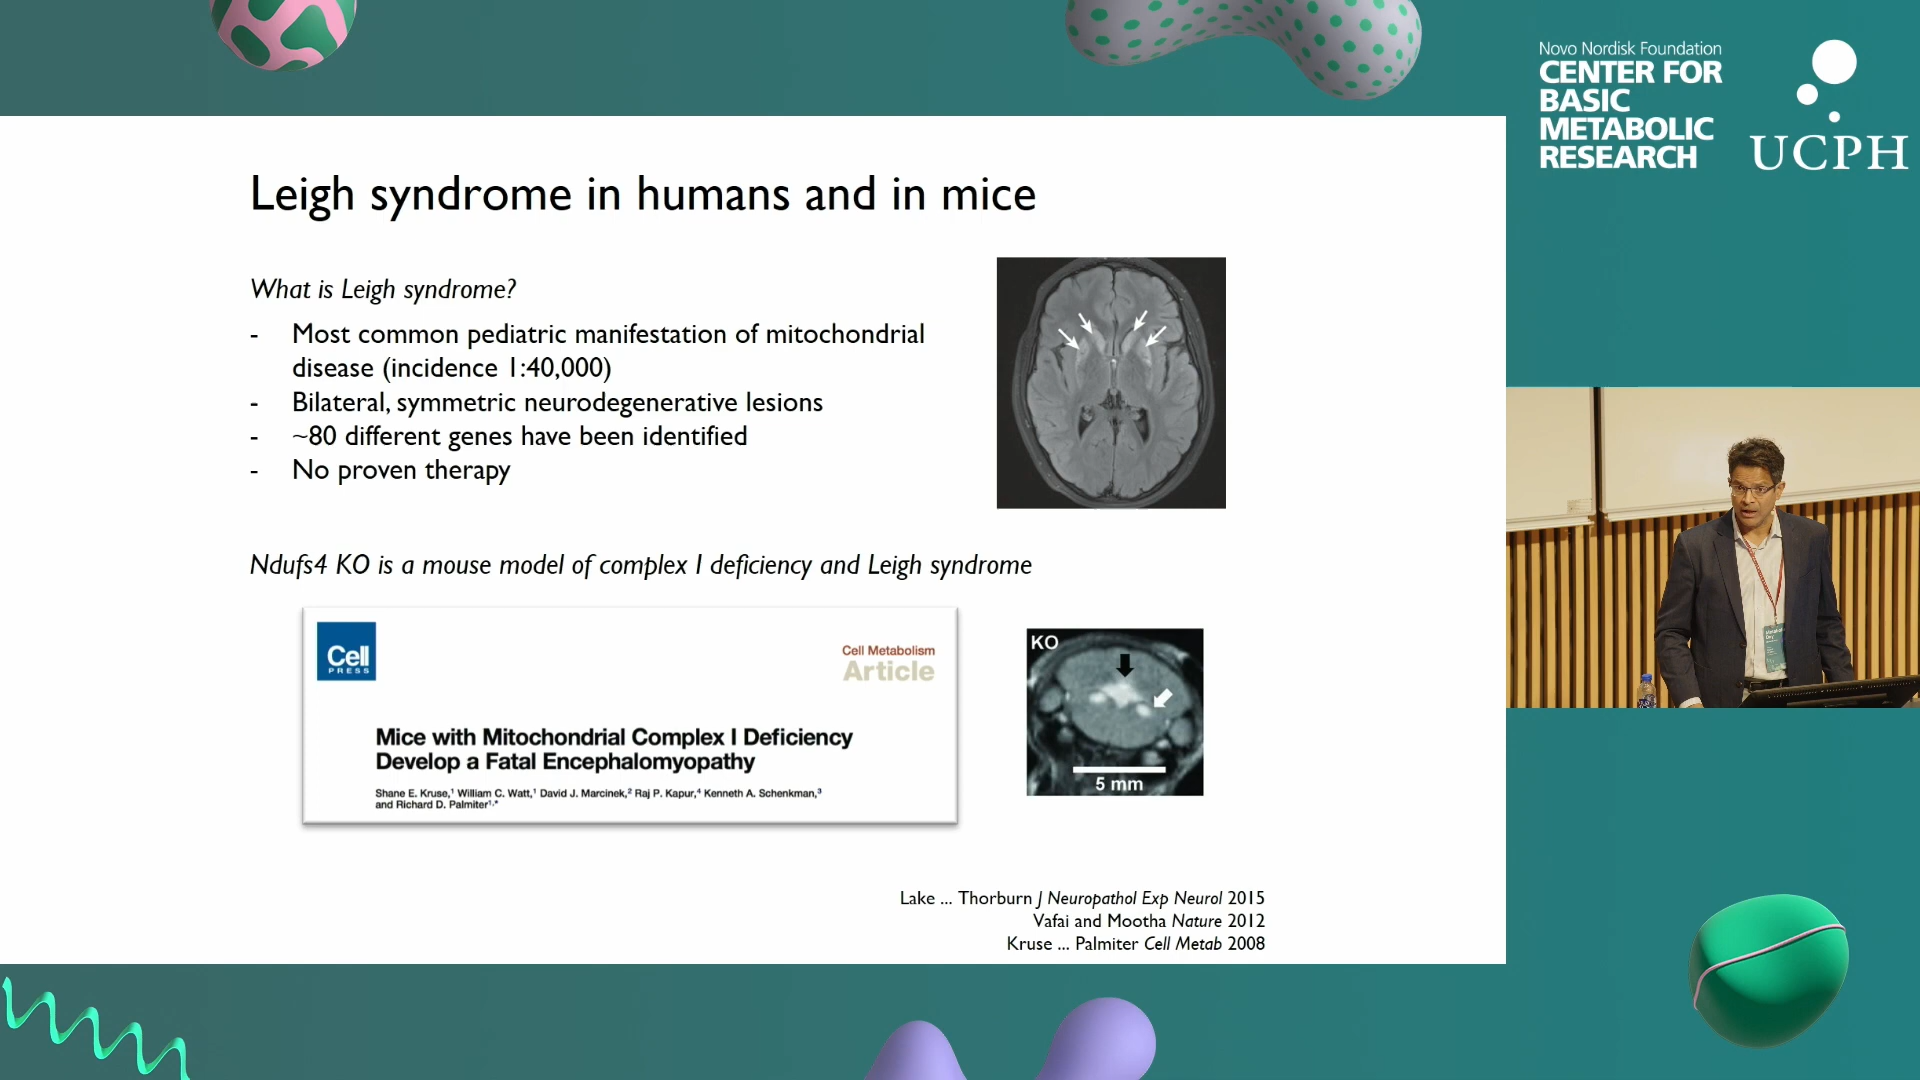 Novo Nordisk Foundation
CENTER FOR
BASIC
METABOLIC
RESEARCH
UCPH
Leigh syndrome in humans and in mice
What is Leigh syndrome?
- Most common pediatric manifestation of mitochondrial
disease (incidence 1:40,000)
- Bilateral, symmetric neurodegenerative lesions
- ~80 different genes have been identified
- No proven therapy
Ndufs4 KO is a mouse model of complex I deficiency and Leigh syndrome
Cell
PRESS
Cell Metabolism
Article
Mice with Mitochondrial Complex I Deficiency
Develop a Fatal Encephalomyopathy
Shane E. Kruse,¹ William C. Watt,¹ David J. Marcinek,² Raj P. Kapur,⁴ Kenneth A. Schenkman,³
and Richard D. Palmiter¹,*
KO
5 mm
Lake ... Thorburn J Neuropathol Exp Neurol 2015
Vafai and Mootha Nature 2012
Kruse ... Palmiter Cell Metab 2008